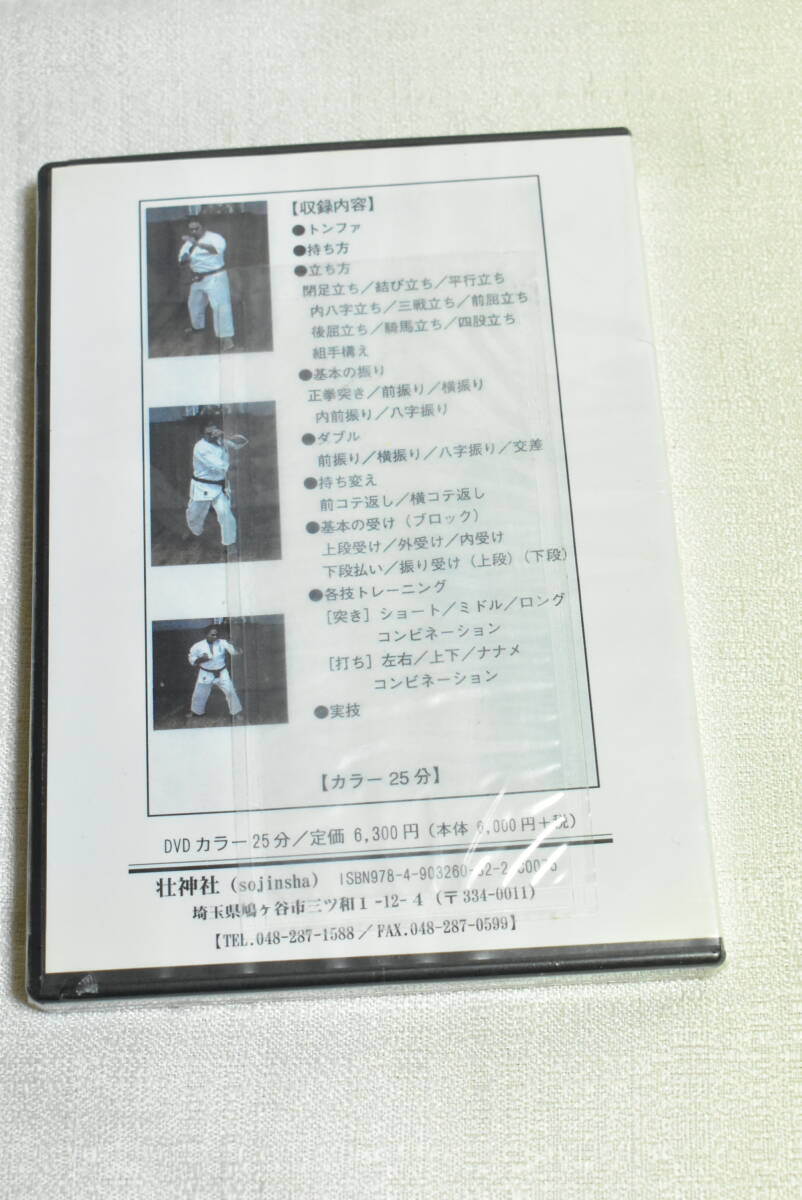 【収録内容】
●トンファ
●持ち方
●立ち方
閉足立ち／結び立ち／平行立ち
内八字立ち／三戦立ち／前屈立ち
後屈立ち／騎馬立ち／四股立ち
組手構え
●基本の振り
正拳突き／前振り／横振り
内前振り／八字振り
●ダブル
前振り／横振り／八字振り／交差
●持ち変え
前コテ返し／横コテ返し
●基本の受け（ブロック）
上段受け／外受け／内受け
下段払い／振り受け（上段）（下段）
●各技トレーニング
［突き］ショート／ミドル／ロング
コンビネーション
［打ち］左右／上下／ナナメ
コンビネーション
●実技
【カラー25分】
DVDカラー25分／定価 6,300円（本体 6,000円＋税）
壮神社（sojinsha）
埼玉県鳩ヶ谷市三ツ和１-12-４（〒334-0011）
【TEL.048-287-1588／FAX.048-287-0599】